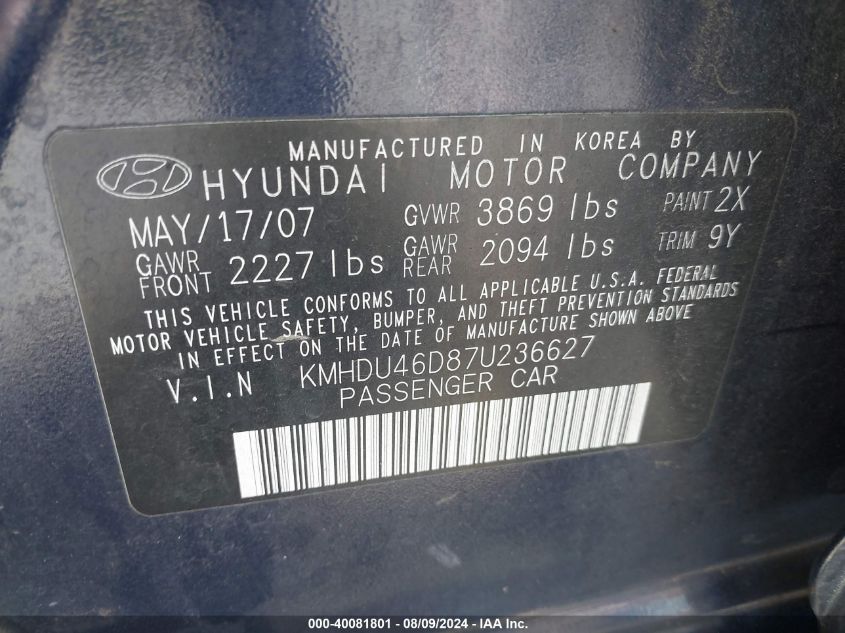 MANUFACTURED IN KOREA BY
HYUNDAI MOTOR COMPANY
MAY/17/07 GVWR 3869 lbs PAINT 2X
GAWR FRONT 2227 lbs GAWR REAR 2094 lbs TRIM 9Y
THIS VEHICLE CONFORMS TO ALL APPLICABLE U.S.A. FEDERAL
MOTOR VEHICLE SAFETY, BUMPER, AND THEFT PREVENTION STANDARDS
IN EFFECT ON THE DATE OF MANUFACTURE SHOWN ABOVE
V.I.N KMHDU46D87U236627
PASSENGER CAR
000-40081801 - 08/09/2024 - IAA Inc.